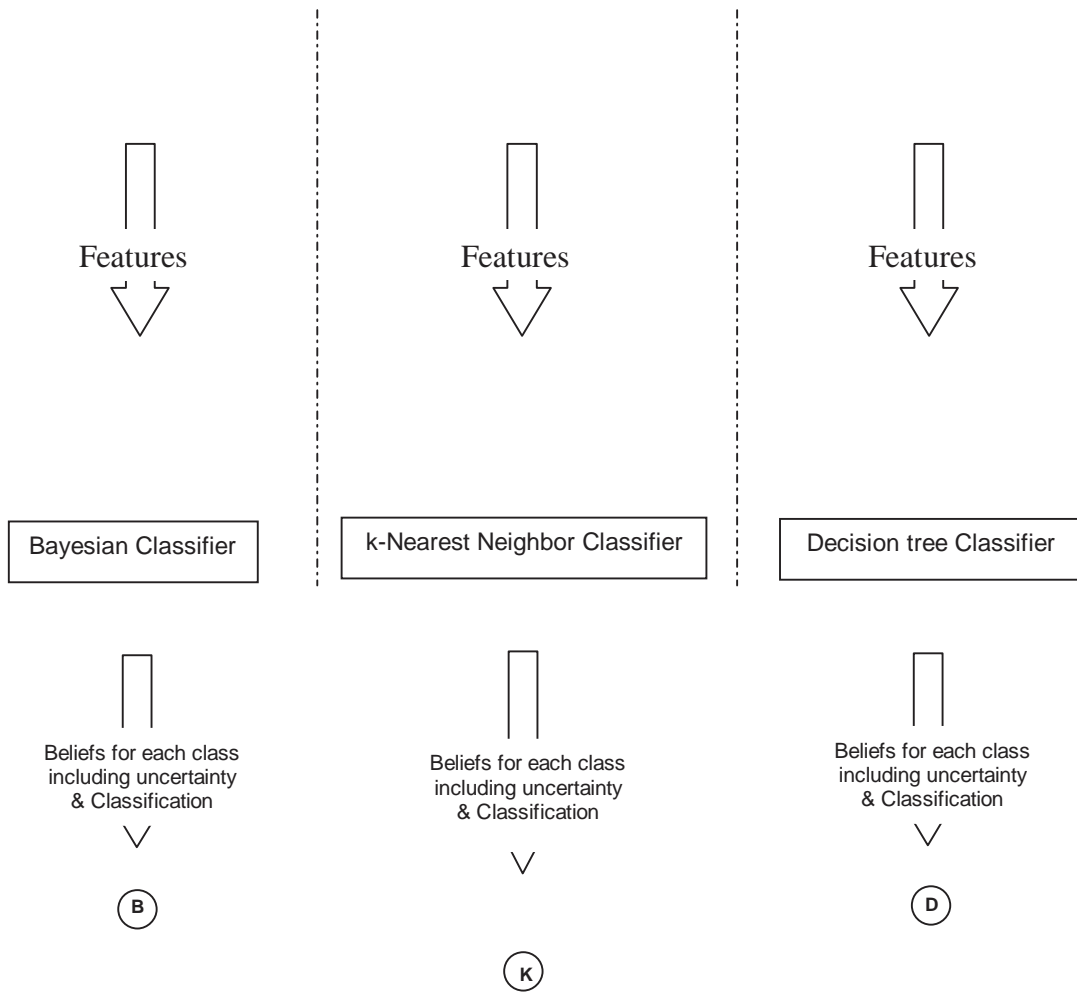 Features
Features
Features
Bayesian Classifier
k-Nearest Neighbor Classifier
Decision tree Classifier
Beliefs for each class
including uncertainty
& Classification
Beliefs for each class
including uncertainty
& Classification
Beliefs for each class
including uncertainty
& Classification
B
K
D